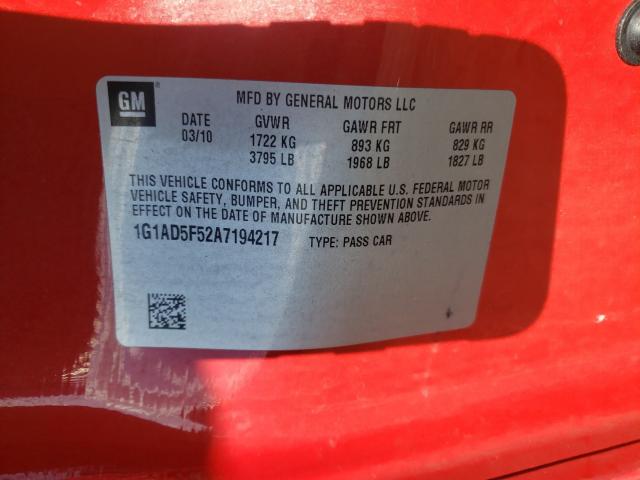 GM ® MFD BY GENERAL MOTORS LLC
DATE GVWR GAWR FRT GAWR RR
03/10 1722 KG 893 KG 829 KG
3795 LB 1968 LB 1827 LB
THIS VEHICLE CONFORMS TO ALL APPLICABLE U.S. FEDERAL MOTOR
VEHICLE SAFETY, BUMPER, AND THEFT PREVENTION STANDARDS IN
EFFECT ON THE DATE OF MANUFACTURE SHOWN ABOVE.
1G1AD5F52A7194217 TYPE: PASS CAR